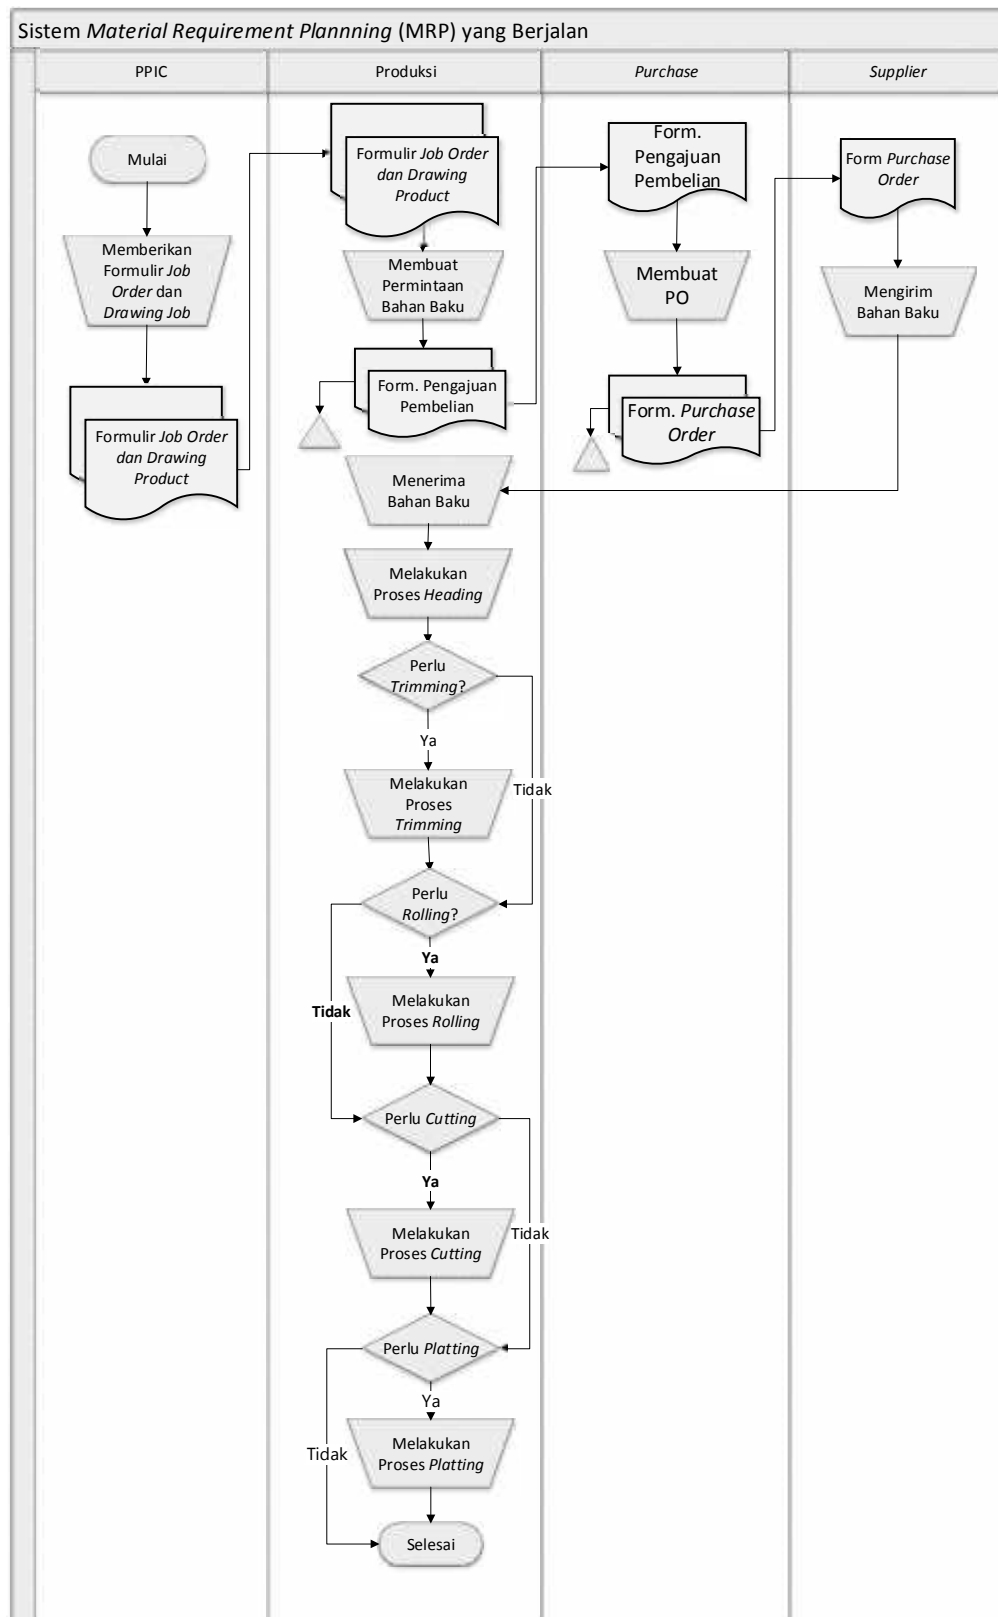 Sistem Material Requirement Plannning (MRP) yang Berjalan
PPIC
Produksi
Purchase
Supplier
Mulai
Memberikan
Formulir Job
Order dan
Drawing Job
Formulir Job Order
dan Drawing
Product
Formulir Job Order
dan Drawing
Product
Membuat
Permintaan
Bahan Baku
Form. Pengajuan
Pembelian
Form.
Pengajuan
Pembelian
Membuat
PO
Form. Purchase
Order
Form Purchase
Order
Mengirim
Bahan Baku
Menerima
Bahan Baku
Melakukan
Proses Heading
Perlu
Trimming?
Ya
Tidak
Melakukan
Proses
Trimming
Perlu
Rolling?
Ya
Tidak
Melakukan
Proses Rolling
Perlu Cutting
Ya
Tidak
Melakukan
Proses Cutting
Perlu Platting
Ya
Tidak
Melakukan
Proses Platting
Selesai